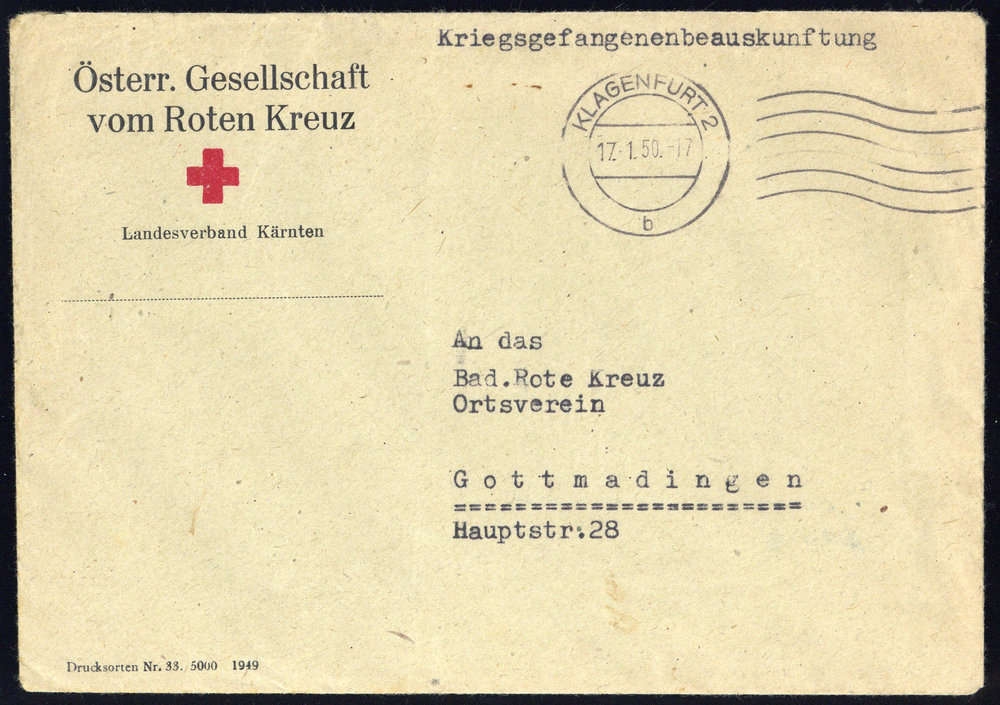 Kriegsgefangenenbeauskunftung
Österr. Gesellschaft
vom Roten Kreuz
Landesverband Kärnten
KLAGENFURT 2
17.-1.50.-17
b
An das
Bad.Rote Kreuz
Ortsverein
Gottmadingen
=======================
Hauptstr.28
Drucksorten Nr. 33. 5000 1949